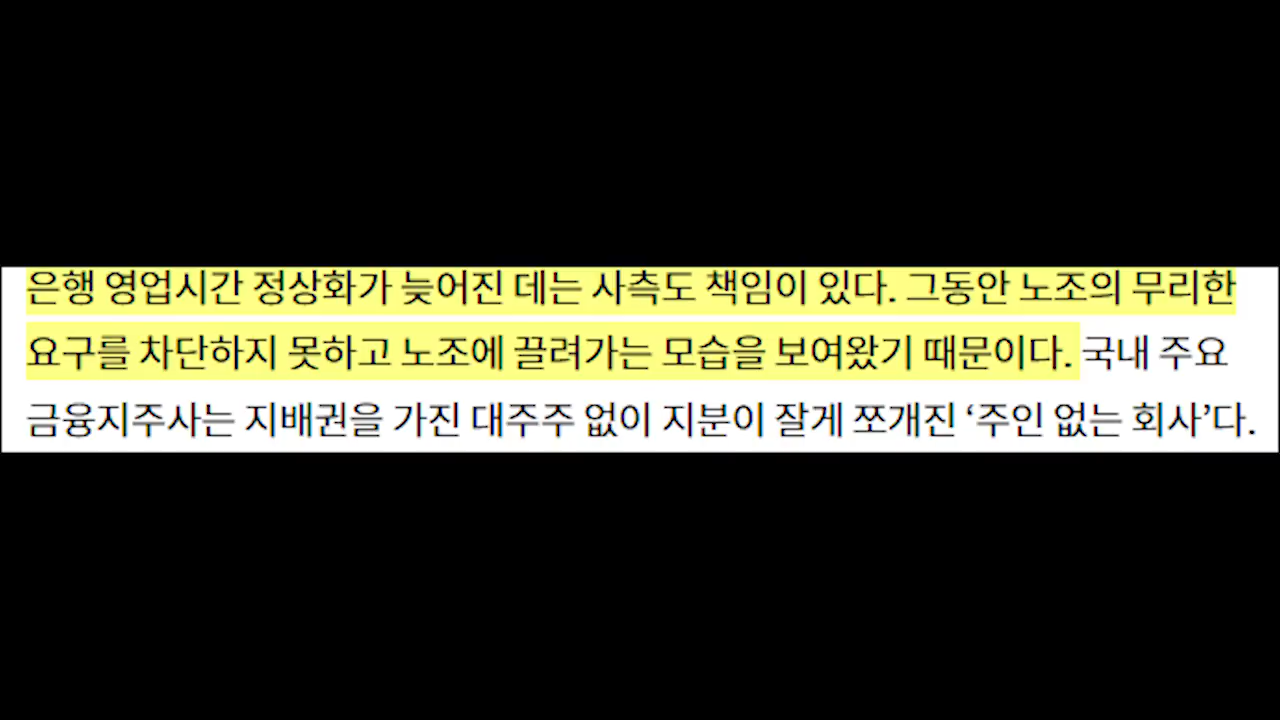 은행 영업시간 정상화가 늦어진 데는 사측도 책임이 있다. 그동안 노조의 무리한
요구를 차단하지 못하고 노조에 끌려가는 모습을 보여왔기 때문이다. 국내 주요
금융지주사는 지배권을 가진 대주주 없이 지분이 잘게 쪼개진 ‘주인 없는 회사’다.